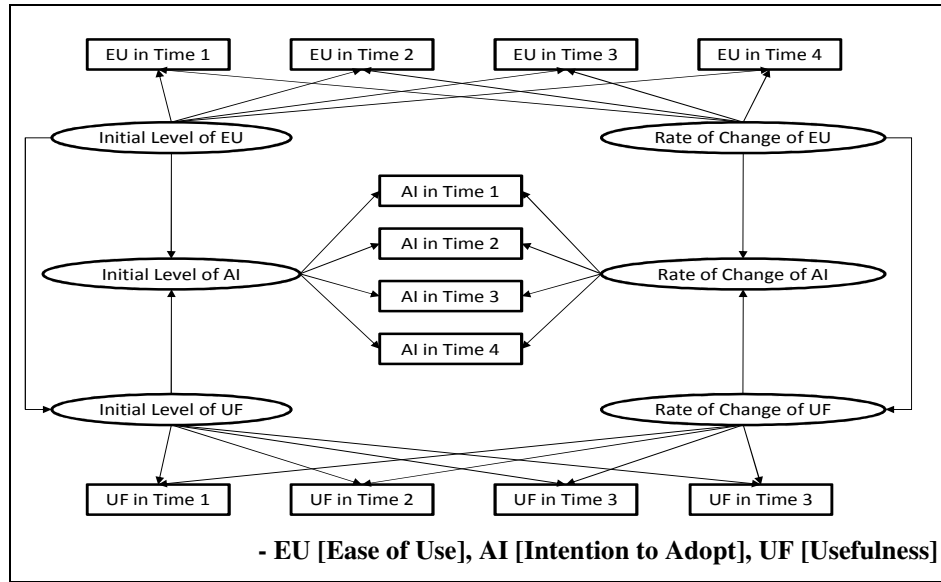 EU in Time 1
EU in Time 2
EU in Time 3
EU in Time 4
Initial Level of EU
Rate of Change of EU
AI in Time 1
AI in Time 2
Initial Level of AI
Rate of Change of AI
AI in Time 3
AI in Time 4
Initial Level of UF
Rate of Change of UF
UF in Time 1
UF in Time 2
UF in Time 3
UF in Time 3
- EU [Ease of Use], AI [Intention to Adopt], UF [Usefulness]